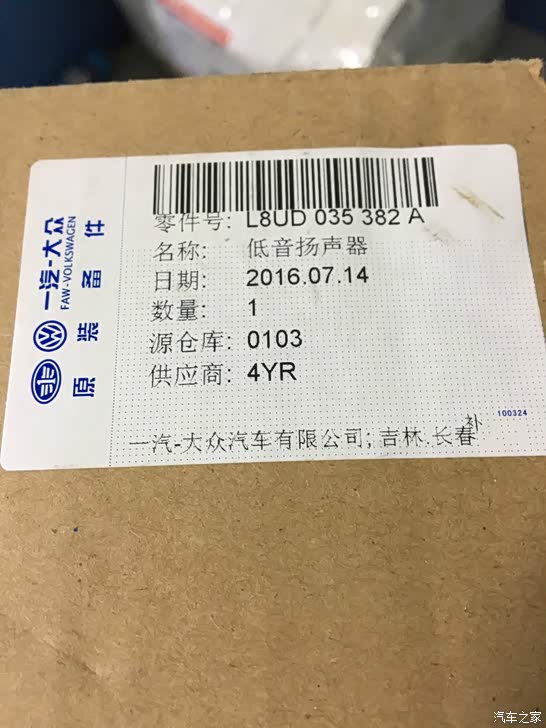 零件号: L8UD 035 382 A
名称: 低音扬声器
日期: 2016.07.14
数量: 1
源仓库: 0103
供应商: 4YR
100324
补
一汽-大众汽车有限公司; 吉林.长春
一汽-大众
FAW-VOLKSWAGEN
原装备件
汽车之家